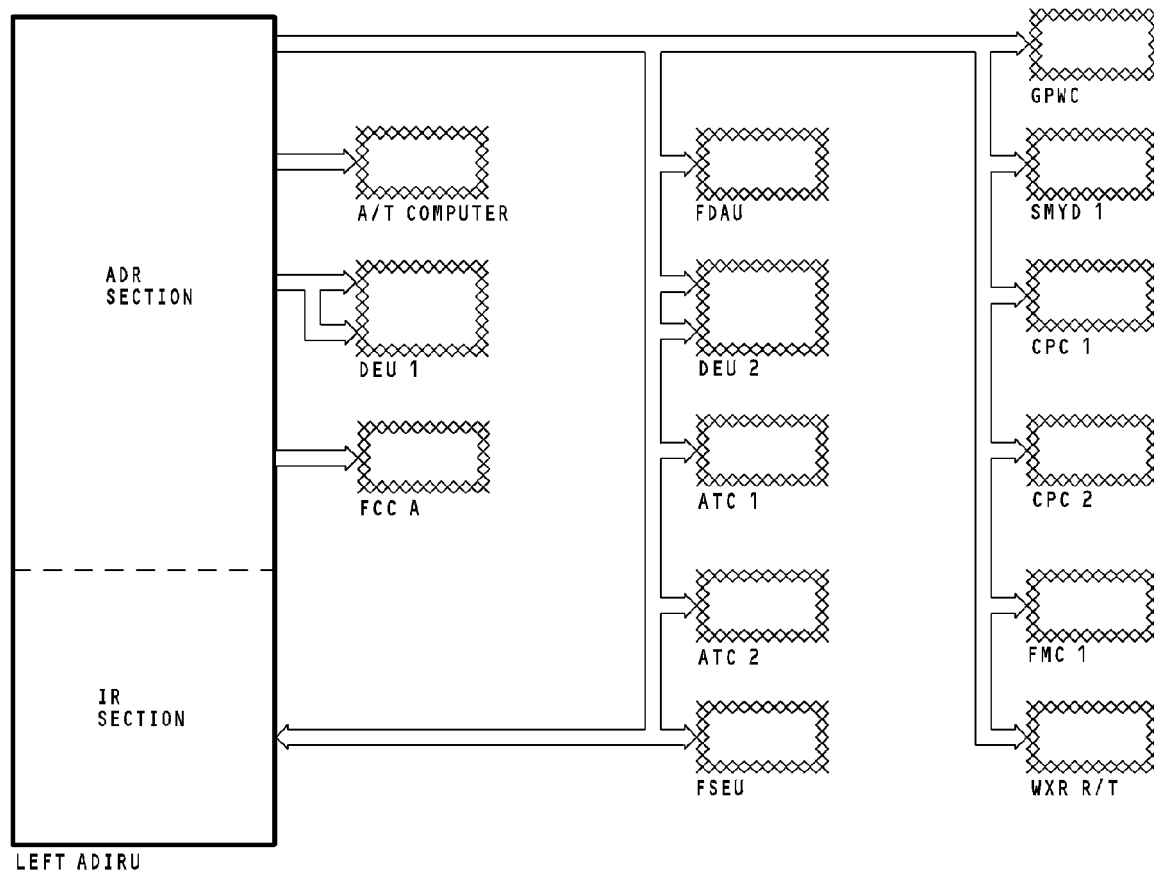 GPWC
A/T COMPUTER
FDAU
SMYD 1
ADR
SECTION
DEU 1
DEU 2
CPC 1
FCC A
ATC 1
CPC 2
ATC 2
FMC 1
IR
SECTION
FSEU
WXR R/T
LEFT ADIRU